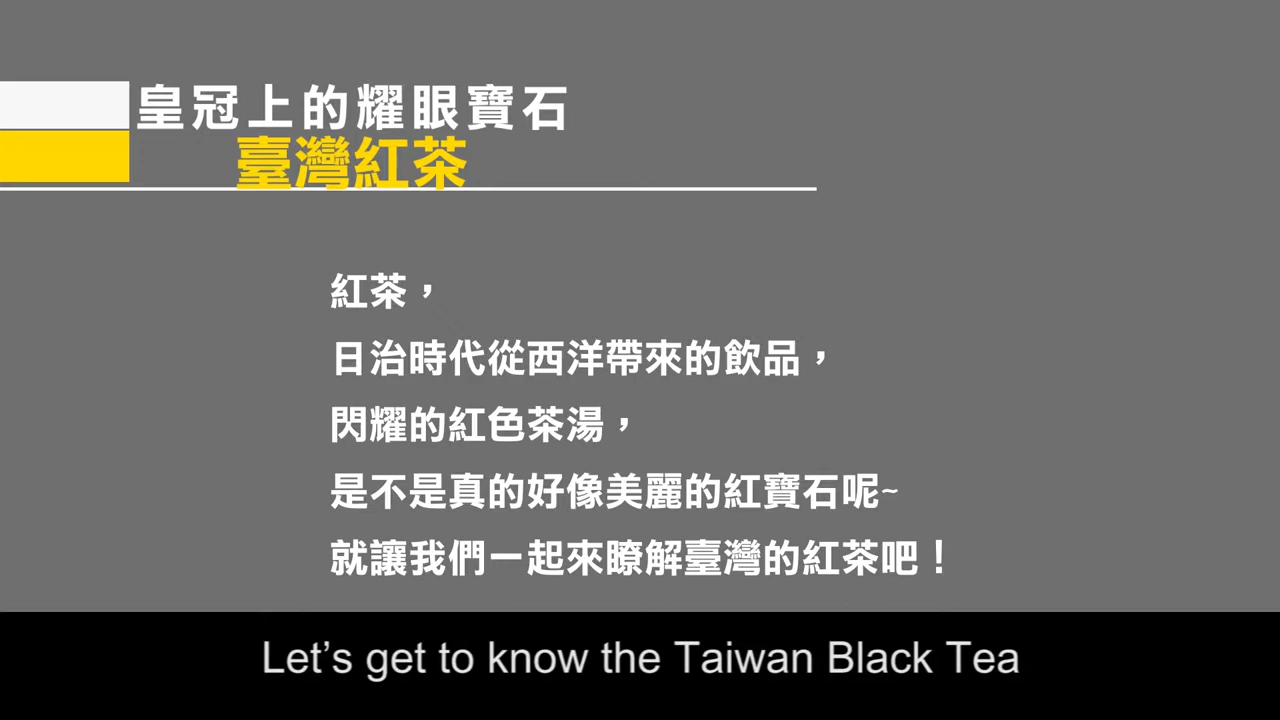 皇冠上的耀眼寶石
臺灣紅茶
紅茶，
日治時代從西洋帶來的飲品，
閃耀的紅色茶湯，
是不是真的好像美麗的紅寶石呢~
就讓我們一起來瞭解臺灣的紅茶吧！
Let’s get to know the Taiwan Black Tea